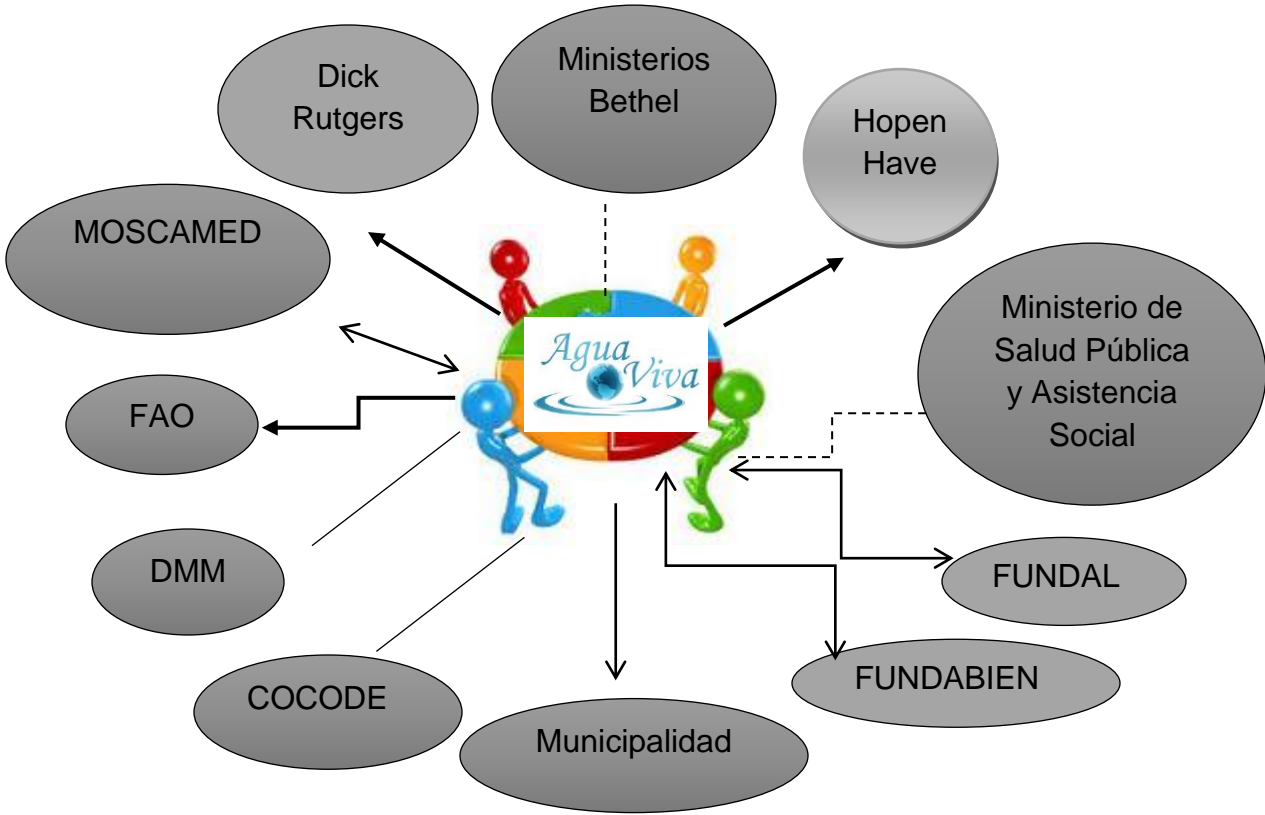 Dick
Rutgers
Ministerios
Bethel
Hopen
Have
MOSCAMED
Ministerio de
Salud Pública
y Asistencia
Social
Agua
Viva
FAO
DMM
FUNDAL
COCODE
FUNDABIEN
Municipalidad